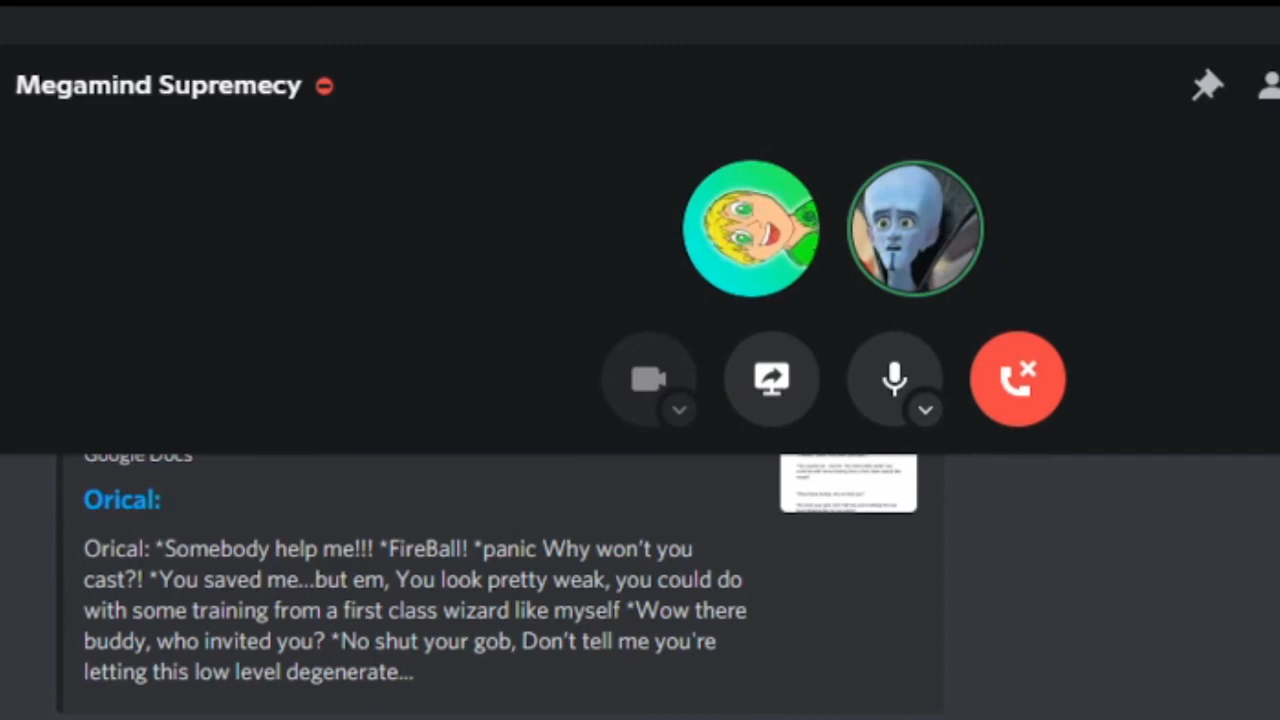 Megamind Supremecy
Google Docs
Orical:
Orical: *Somebody help me!!! *FireBall! *panic Why won't you
cast?! *You saved me...but em, You look pretty weak, you could do
with some training from a first class wizard like myself *Wow there
buddy, who invited you? *No shut your gob, Don't tell me you're
letting this low level degenerate...